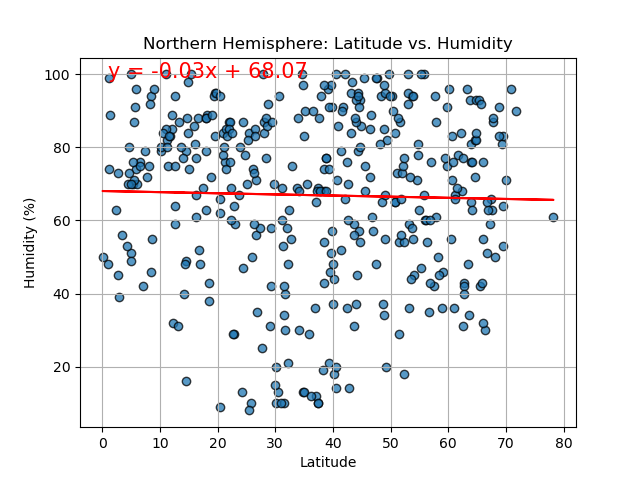 Northern Hemisphere: Latitude vs. Humidity
y = -0.03x + 68.07
Humidity (%)
100
80
60
40
20
0 10 20 30 40 50 60 70 80
Latitude